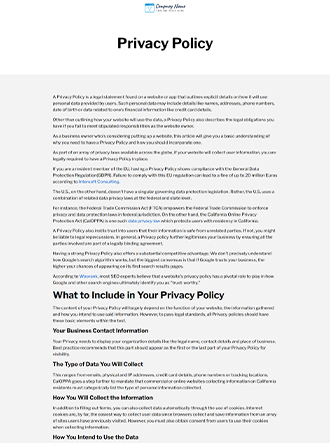 Company Name
Privacy Policy
A Privacy Policy is a legal statement found on a website or app that outlines explicit details on how it will use
personal data provided by users. Such personal data may include details like names, addresses, phone numbers,
date of birth or data related to one's financial information like credit card details.
Other than outlining how your website will use the data, a Privacy Policy also describes the legal obligations you
have if you fail to meet stipulated responsibilities as the website owner.
As a business owner who's considering putting up a website, this article will give you a basic understanding of
why you need to have a Privacy Policy and how you should incorporate one.
As part of an array of privacy laws available across the globe, if your website will collect your information, you are
legally required to have a Privacy Policy in place.
If you are a resident member of the EU, having a Privacy Policy shows compliance with the General Data
Protection Regulation(GDPR). Failure to comply with this EU regulation can lead to a fine of up to 20 million Euros
according to Intersoft Consulting.
The U.S., on the other hand, doesn't have a singular governing data protection legislation. Rather, the U.S. uses a
combination of related data privacy laws at the federal and state level.
For instance, the Federal Trade Commission Act (FTCA) empowers the Federal Trade Commission to enforce
privacy and data protection laws in federal jurisdiction. On the other hand, the California Online Privacy
Protection Act (CalOPPA) is one such data privacy law which protects users with residency in California.
A Privacy Policy also instills trust into users that their information is safe from unrelated parties. If not, you might
be liable to legal repercussions. In general, a Privacy policy further legitimizes your business by ensuring all the
parties involved are part of a legally binding agreement.
Having a strong Privacy Policy also offers a substantial competitive advantage. We don't precisely understand
how Google's search algorithm works, but the biggest consensus is that if Google trusts your business, the
higher your chances of appearing on its first search results pages.
According to Woorank, most SEO experts believe that a website's privacy policy has a pivotal role to play in how
Google and other search engines ultimately identify you as "trust worthy."
What to Include in Your Privacy Policy
The content of your Privacy Policy will largely depend on the function of your website, the information gathered
and how you intend to use said information. However, to pass legal standards, all Privacy policies should have
these basic elements within the text.
Your Business Contact Information
Your Privacy needs to display your organization details like the legal name, contact details and place of business.
Best practice recommends that this part should appear as the first or the last part of your Privacy Policy for
visibility.
The Type of Data You Will Collect
This ranges from emails, physical and IP addresses, credit card details, phone numbers or tracking locations.
CalOPPA goes a step further to mandate that commercial or online websites collecting information on California
residents must categorically list the type of personal information collected.
How You Will Collect the Information
In addition to filling out forms, you can also collect data automatically through the use of cookies. Internet
cookies are, by far, the easiest way to collect user data since browsers collect and save information from an array
of sites users have previously visited. However, you must also obtain consent from users to use their cookies
when collecting information.
How You Intend to Use the Data